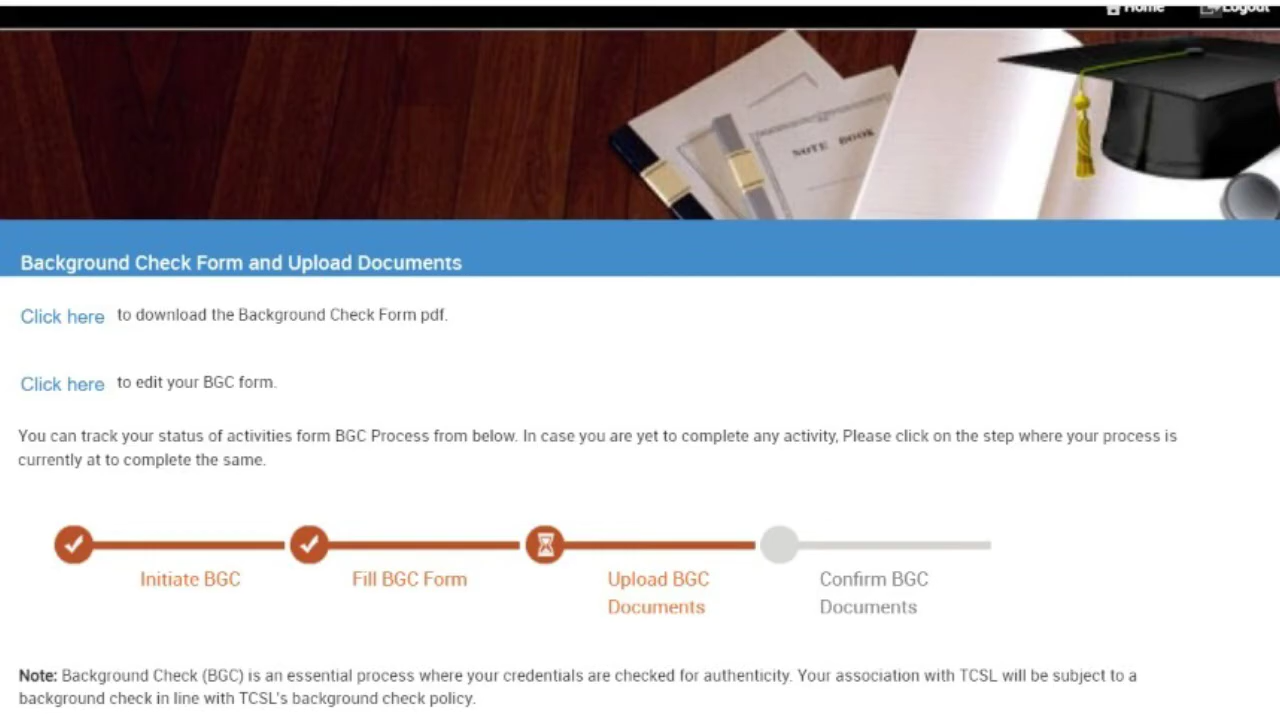 Home Logout
NOTE BOOK
Background Check Form and Upload Documents
Click here to download the Background Check Form pdf.
Click here to edit your BGC form.
You can track your status of activities form BGC Process from below. In case you are yet to complete any activity, Please click on the step where your process is
currently at to complete the same.
Initiate BGC Fill BGC Form Upload BGC Confirm BGC
Documents Documents
Note: Background Check (BGC) is an essential process where your credentials are checked for authenticity. Your association with TCSL will be subject to a
background check in line with TCSL's background check policy.